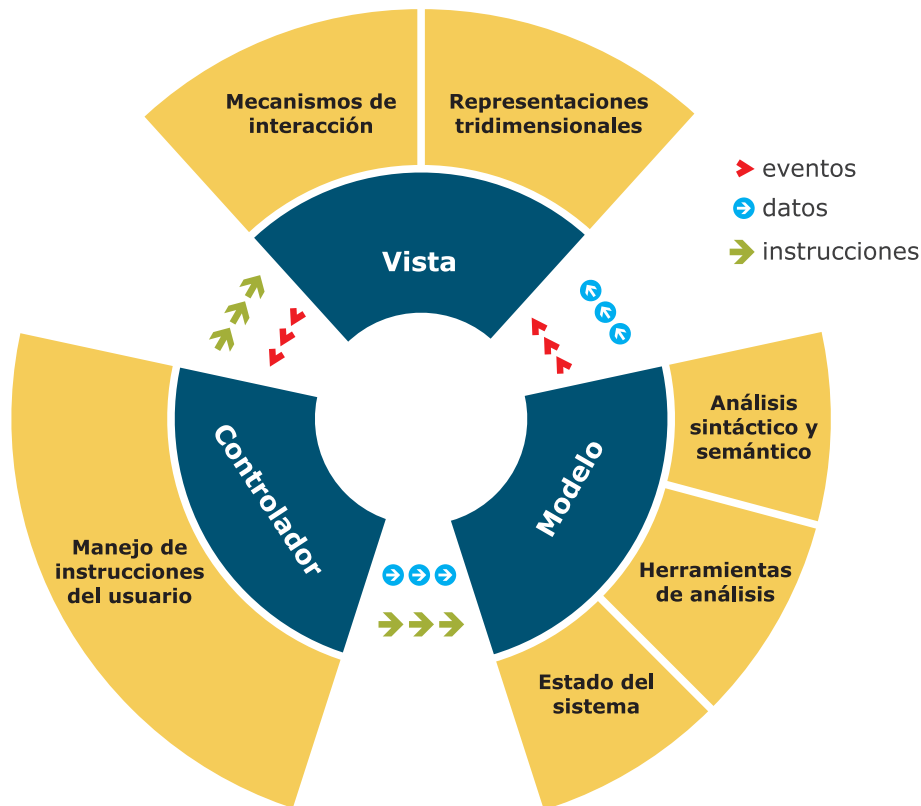 Mecanismos de
interacción
Representaciones
tridimensionales
eventos
datos
instrucciones
Vista
Controlador
Modelo
Análisis
sintáctico y
semántico
Manejo de
instrucciones
del usuario
Herramientas
de análisis
Estado del
sistema